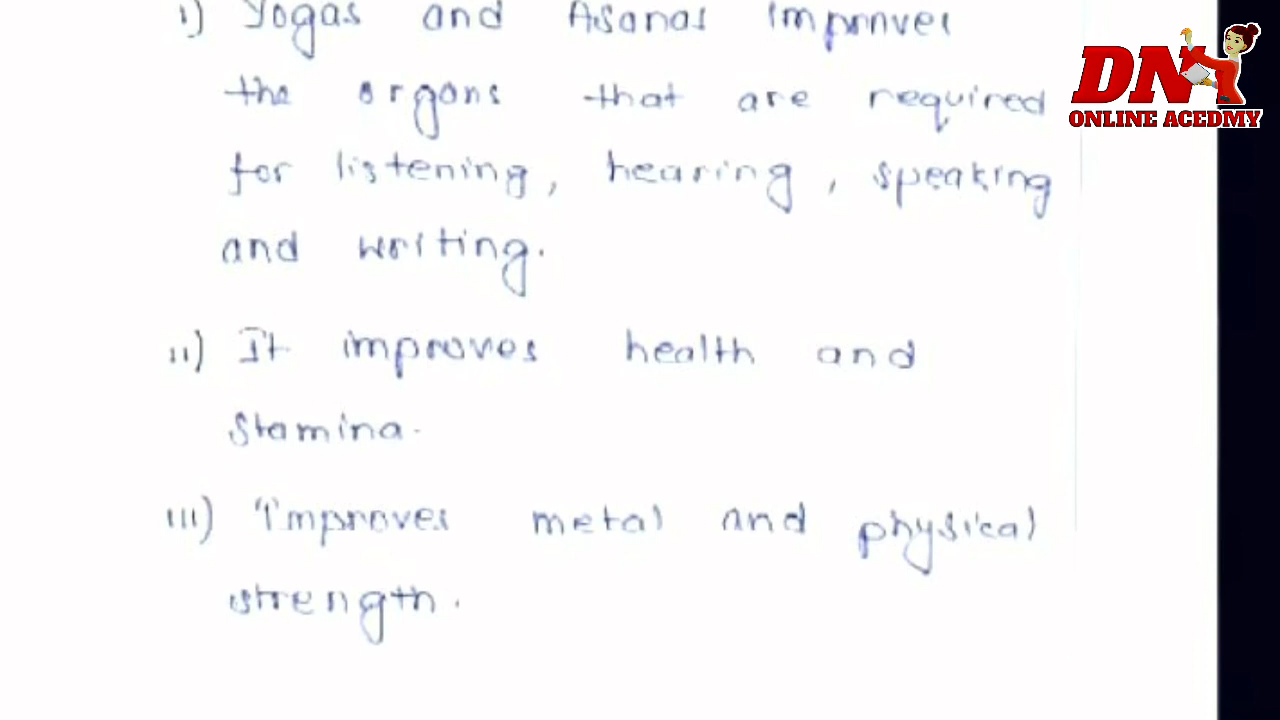 i) Yogas and Asanas improves
the organs that are required
for listening, hearing, speaking
and writing.
ii) It improves health and
stamina.
iii) Improves metal and physical
strength.
DNA
ONLINE ACEDMY